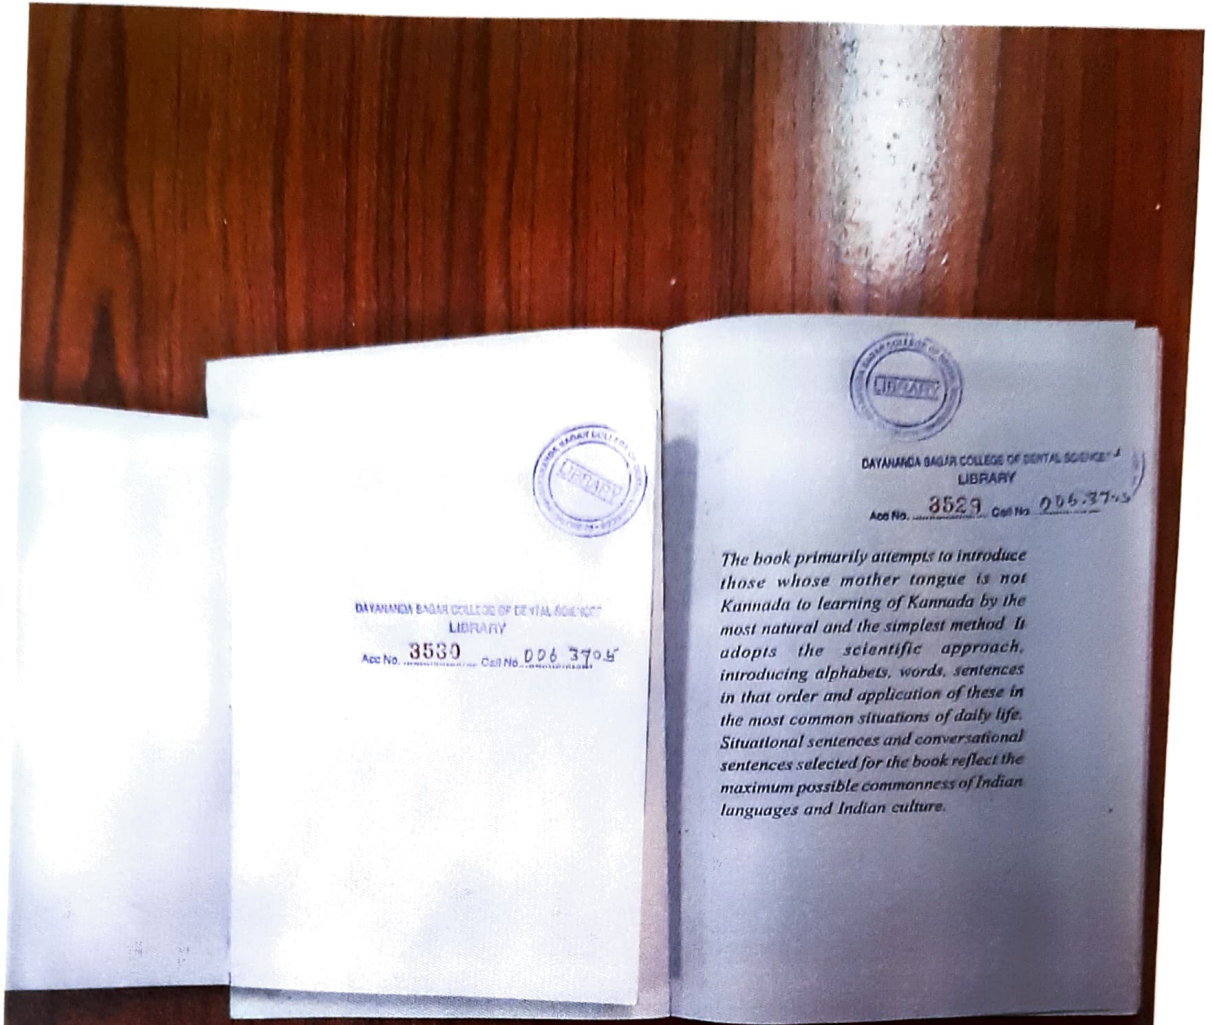 LIBRARY
DAYANANDA SAGAR COLLEGE OF DENTAL SCIENCES
LIBRARY
Acc No. 3530 Call No 006 3705
LIBRARY
DAYANANDA SAGAR COLLEGE OF DENTAL SCIENCES
LIBRARY
Acc No. 3529 Call No 006.3705
The book primarily attempts to introduce
those whose mother tongue is not
Kannada to learning of Kannada by the
most natural and the simplest method. It
adopts the scientific approach,
introducing alphabets, words, sentences
in that order and application of these in
the most common situations of daily life.
Situational sentences and conversational
sentences selected for the book reflect the
maximum possible commonness of Indian
languages and Indian culture.